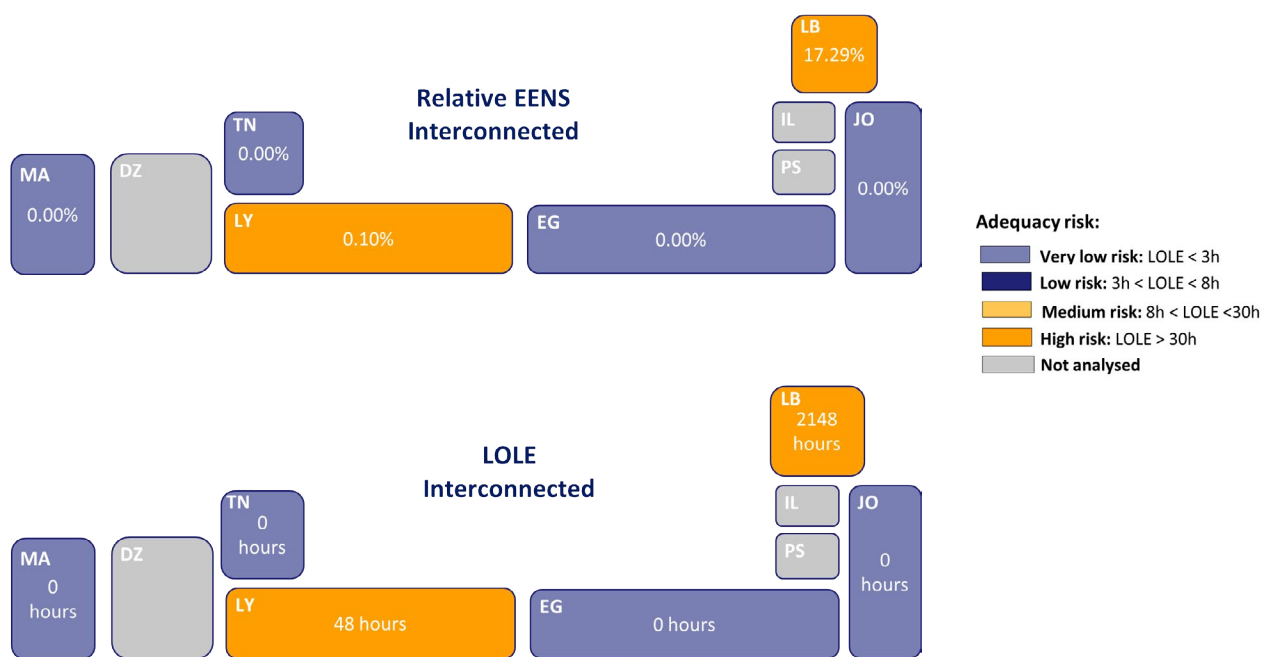 LB
17.29%
Relative EENS
Interconnected
TN
0.00%
IL
JO
0.00%
PS
MA
0.00%
DZ
LY
0.10%
EG
0.00%
Adequacy risk:
Very low risk: LOLE < 3h
Low risk: 3h < LOLE < 8h
Medium risk: 8h < LOLE <30h
High risk: LOLE > 30h
Not analysed
LB
2148
hours
LOLE
Interconnected
TN
0
hours
IL
JO
0
hours
PS
MA
0
hours
DZ
LY
48 hours
EG
0 hours